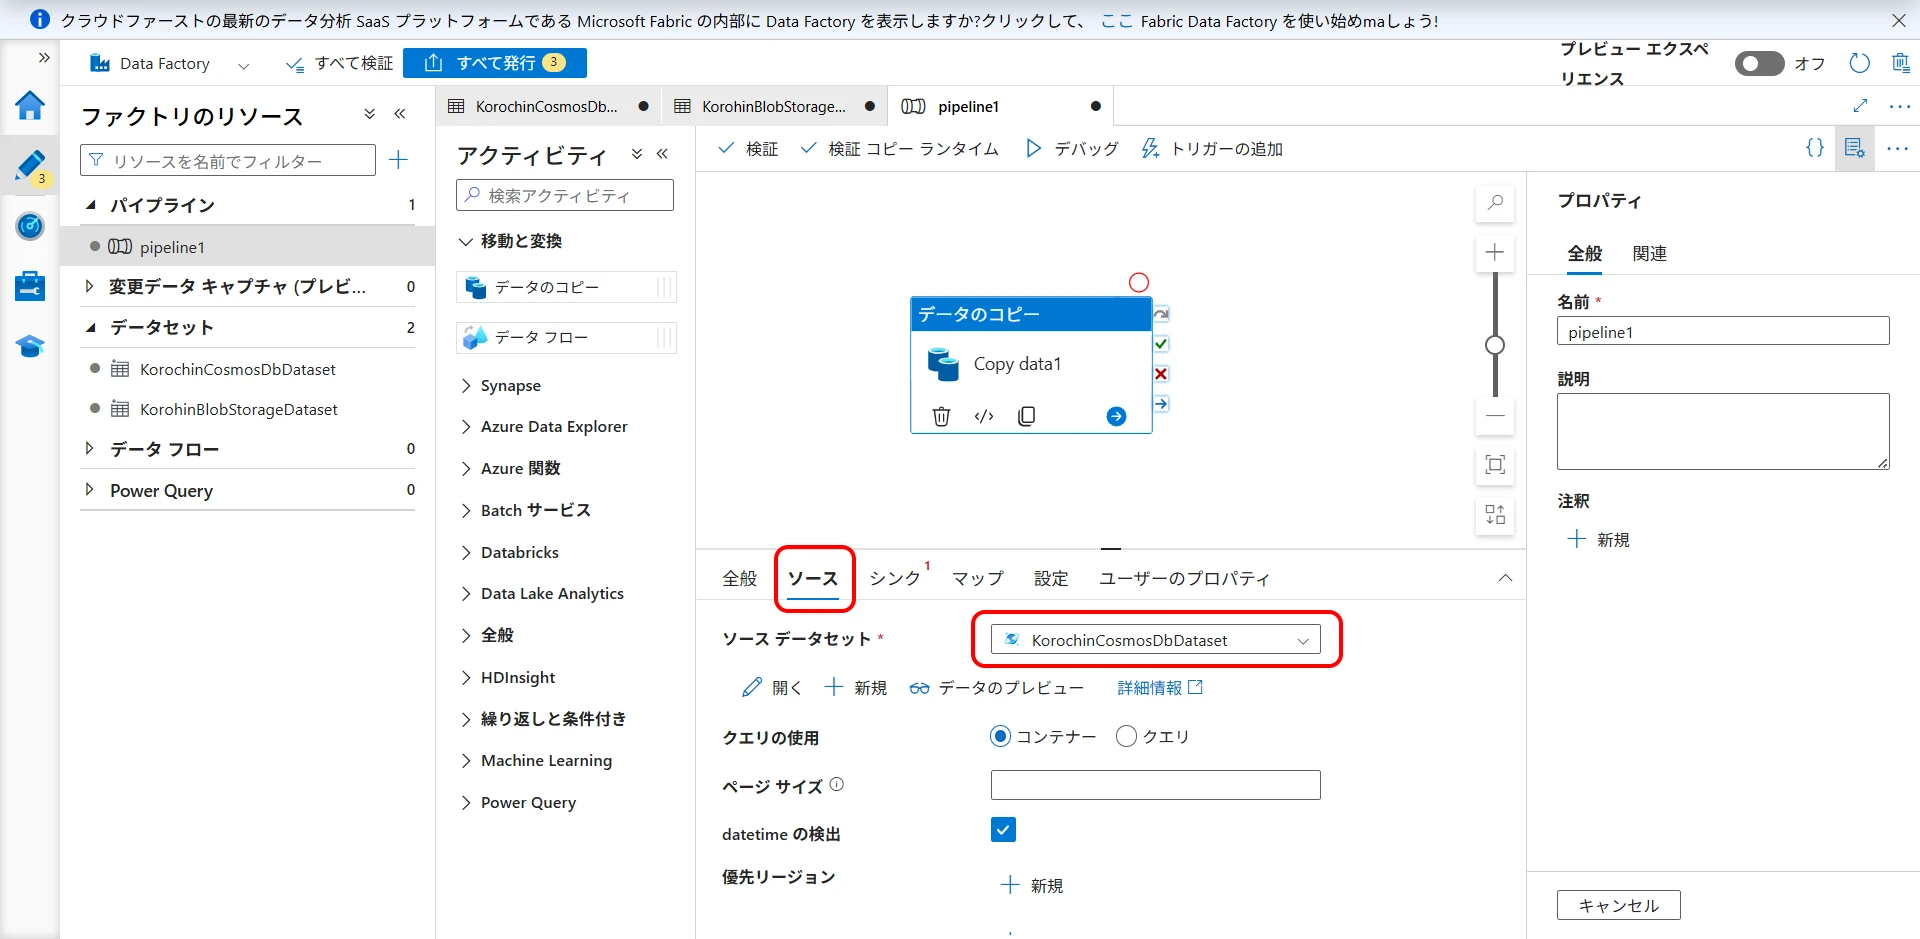 クラウドファーストの最新のデータ分析 SaaS プラットフォームである Microsoft Fabric の内部に Data Factory を表示しますか?クリックして、 ここ Fabric Data Factory を使い始めmaしょう!
Data Factory
すべて検証
すべて発行 3
プレビュー エクスペリエンス
オフ
ファクトリのリソース
リソースを名前でフィルター
3
パイプライン 1
pipeline1
変更データ キャプチャ (プレビ... 0
データセット 2
KorochinCosmosDbDataset
KorohinBlobStorageDataset
データ フロー 0
Power Query 0
KorochinCosmosDb...
KorohinBlobStorage...
pipeline1
アクティビティ
検索アクティビティ
移動と変換
データのコピー
データ フロー
Synapse
Azure Data Explorer
Azure 関数
Batch サービス
Databricks
Data Lake Analytics
全般
HDInsight
繰り返しと条件付き
Machine Learning
Power Query
検証
検証 コピー ランタイム
デバッグ
トリガーの追加
{}
データのコピー
Copy data1
全般
ソース
シンク 1
マップ
設定
ユーザーのプロパティ
ソース データセット *
KorochinCosmosDbDataset
開く
新規
データのプレビュー
詳細情報
クエリの使用
コンテナー
クエリ
ページ サイズ
datetime の検出
優先リージョン
新規
プロパティ
全般
関連
名前 *
pipeline1
説明
注釈
新規
キャンセル